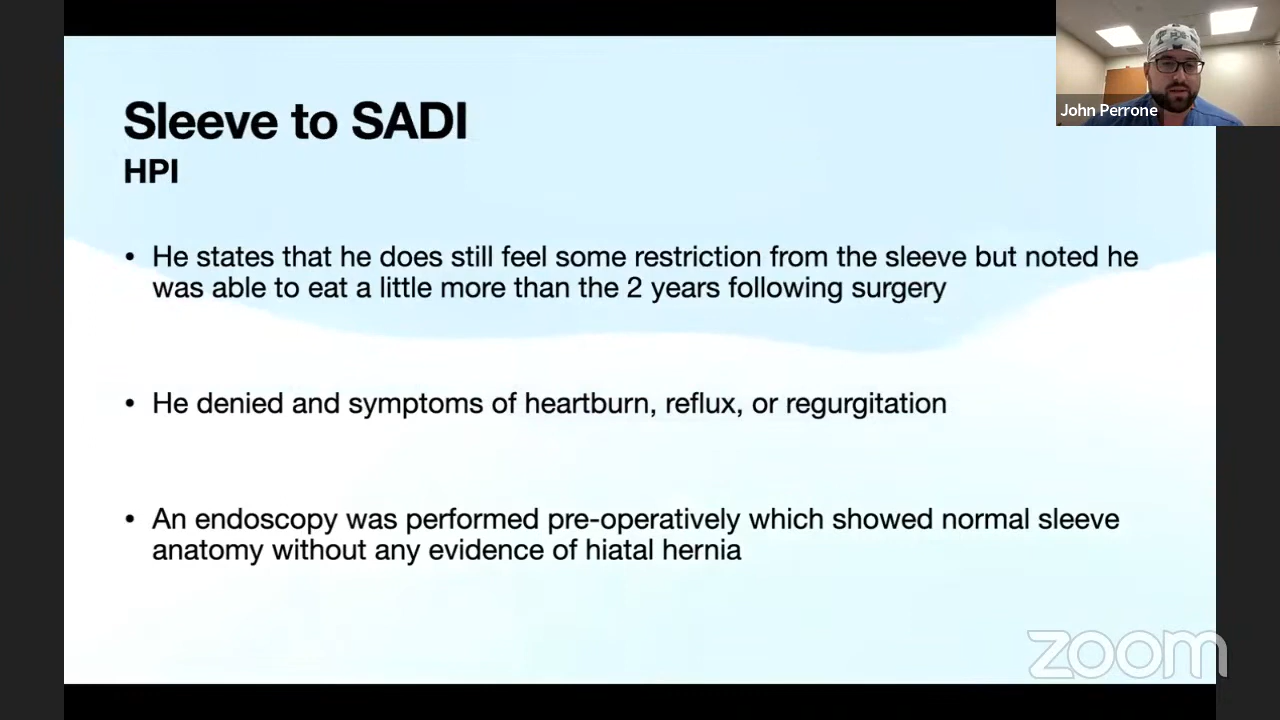 John Perrone
Sleeve to SADI
HPI
• He states that he does still feel some restriction from the sleeve but noted he
was able to eat a little more than the 2 years following surgery
• He denied and symptoms of heartburn, reflux, or regurgitation
• An endoscopy was performed pre-operatively which showed normal sleeve
anatomy without any evidence of hiatal hernia
zoom